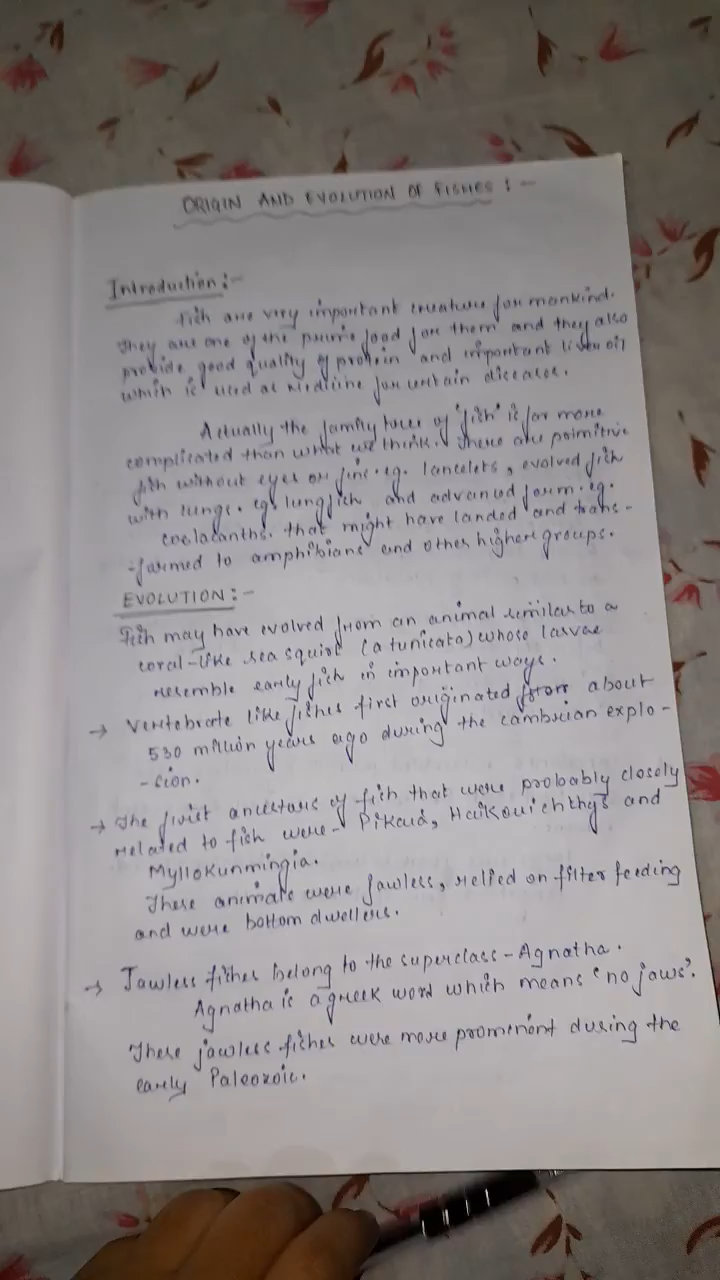 ORIGIN AND EVOLUTION OF FISHES :-
Introduction :-
Fish are very important creature for mankind.
They are one of the prime food for them and they also
provide good quality of protein and important liver oil
which is used as Medicine for certain diseases.
Actually the family tree of 'fish' is far more
complicated than what we think. There are primitive
fish without eyes or fins. eg. lancelets, evolved fish
with lungs. eg. lungfish and advanced form. eg.
coelacanths. that might have landed and trans-
-formed to amphibians and other higher groups.
EVOLUTION :-
Fish may have evolved from an animal similar to a
coral-like sea squirt (a tunicata) whose larvae
resemble early fish in important ways.
→ Vertebrate like fishes first originated from about
530 million years ago during the cambrian explo-
-sion.
→ The first ancestors of fish that were probably closely
related to fish were - Pikaia, Haikouichthys and
Myllokunmingia.
These animals were jawless, relied on filter feeding
and were bottom dwellers.
→ Jawless fishes belong to the superclass - Agnatha.
Agnatha is a greek word which means 'no jaws'.
These jawless fishes were more prominent during the
early Paleozoic.